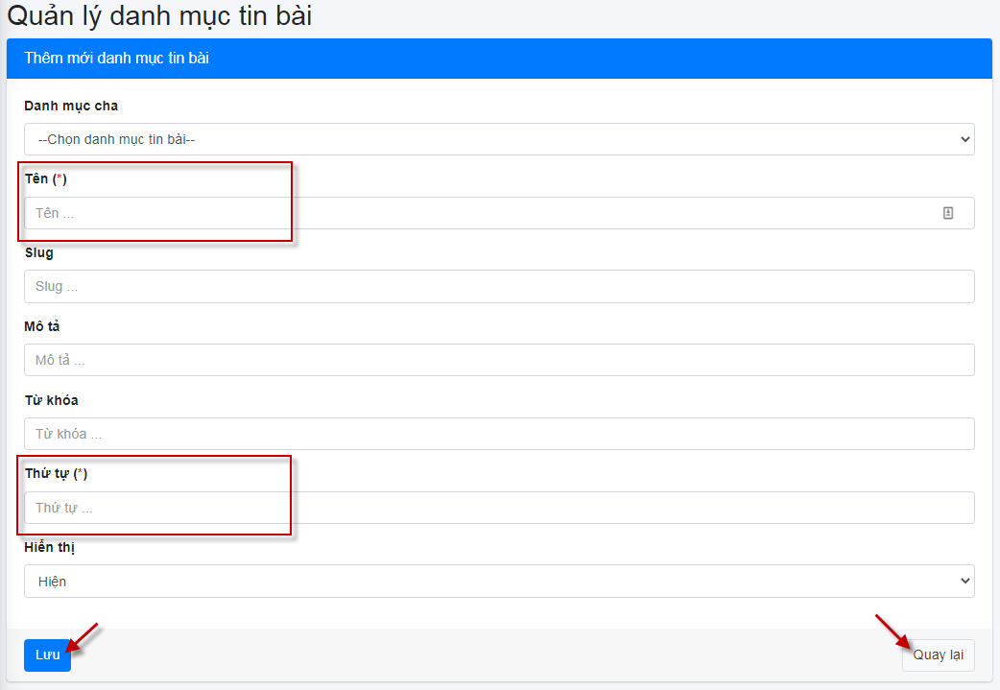 Quản lý danh mục tin bài
Thêm mới danh mục tin bài
Danh mục cha
--Chọn danh mục tin bài--
Tên (*)
Tên ...
Slug
Slug ...
Mô tả
Mô tả ...
Từ khóa
Từ khóa ...
Thứ tự (*)
Thứ tự ...
Hiển thị
Hiện
Lưu
Quay lại